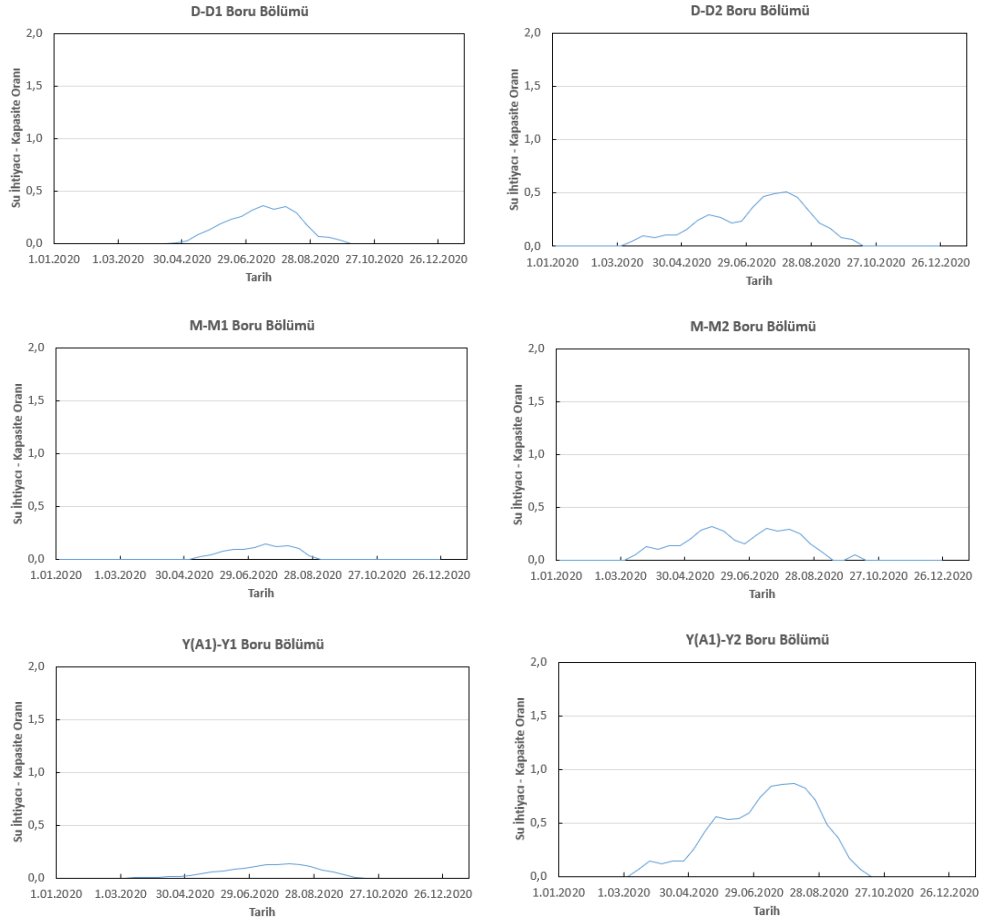 D-D1 Boru Bölümü
Su İhtiyacı - Kapasite Oranı
2,0
1,5
1,0
0,5
0,0
1.01.2020 1.03.2020 30.04.2020 29.06.2020 28.08.2020 27.10.2020 26.12.2020
Tarih
D-D2 Boru Bölümü
Su İhtiyacı - Kapasite Oranı
2,0
1,5
1,0
0,5
0,0
1.01.2020 1.03.2020 30.04.2020 29.06.2020 28.08.2020 27.10.2020 26.12.2020
Tarih
M-M1 Boru Bölümü
Su İhtiyacı - Kapasite Oranı
2,0
1,5
1,0
0,5
0,0
1.01.2020 1.03.2020 30.04.2020 29.06.2020 28.08.2020 27.10.2020 26.12.2020
Tarih
M-M2 Boru Bölümü
Su İhtiyacı - Kapasite Oranı
2,0
1,5
1,0
0,5
0,0
1.01.2020 1.03.2020 30.04.2020 29.06.2020 28.08.2020 27.10.2020 26.12.2020
Tarih
Y(A1)-Y1 Boru Bölümü
Su İhtiyacı - Kapasite Oranı
2,0
1,5
1,0
0,5
0,0
1.01.2020 1.03.2020 30.04.2020 29.06.2020 28.08.2020 27.10.2020 26.12.2020
Tarih
Y(A1)-Y2 Boru Bölümü
Su İhtiyacı - Kapasite Oranı
2,0
1,5
1,0
0,5
0,0
1.01.2020 1.03.2020 30.04.2020 29.06.2020 28.08.2020 27.10.2020 26.12.2020
Tarih